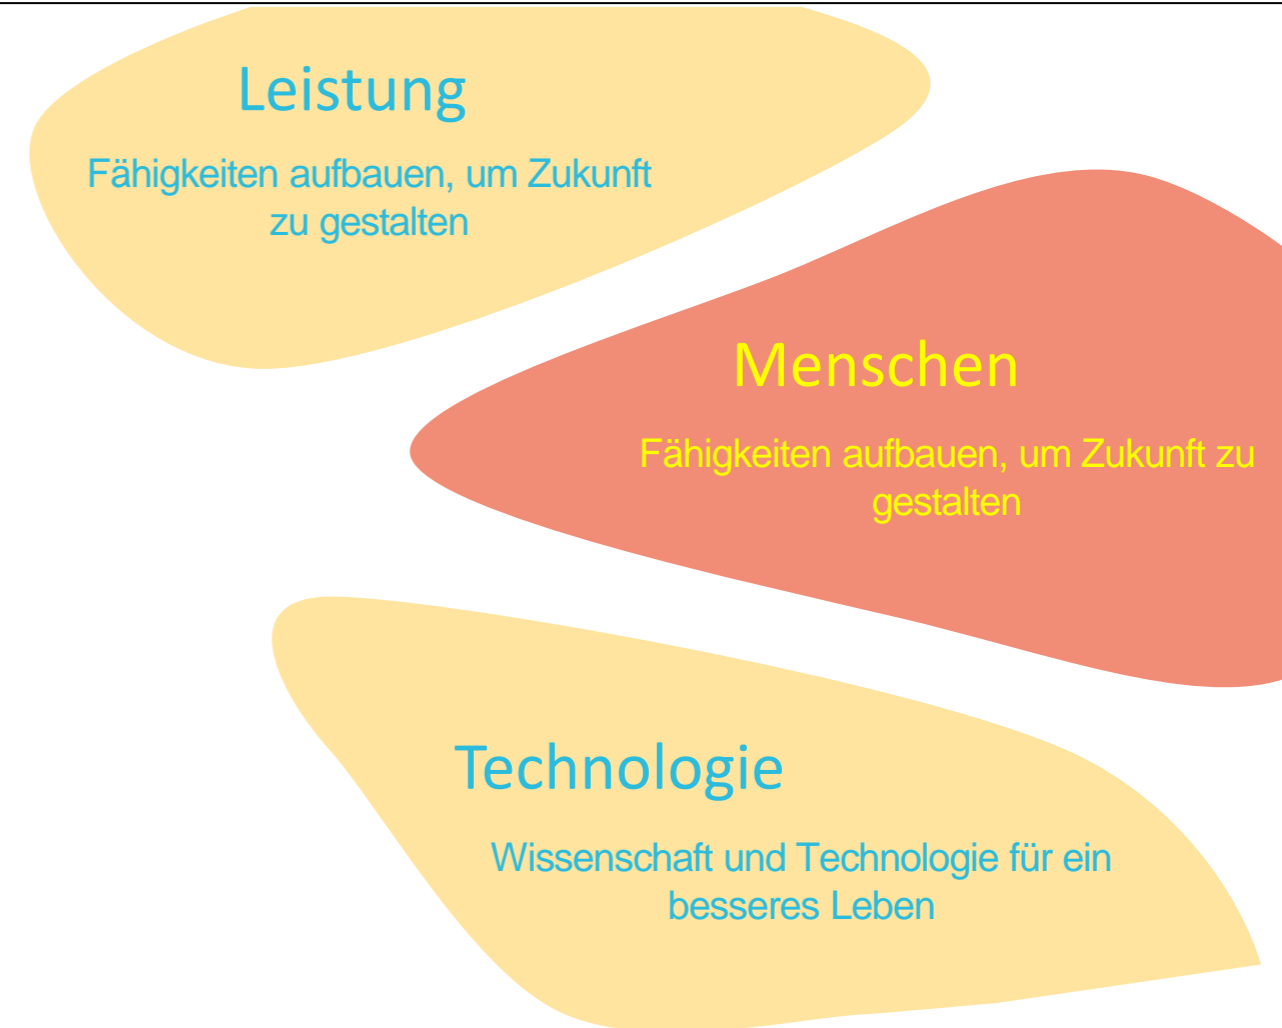 Leistung
Fähigkeiten aufbauen, um Zukunft
zu gestalten
Menschen
Fähigkeiten aufbauen, um Zukunft zu
gestalten
Technologie
Wissenschaft und Technologie für ein
besseres Leben